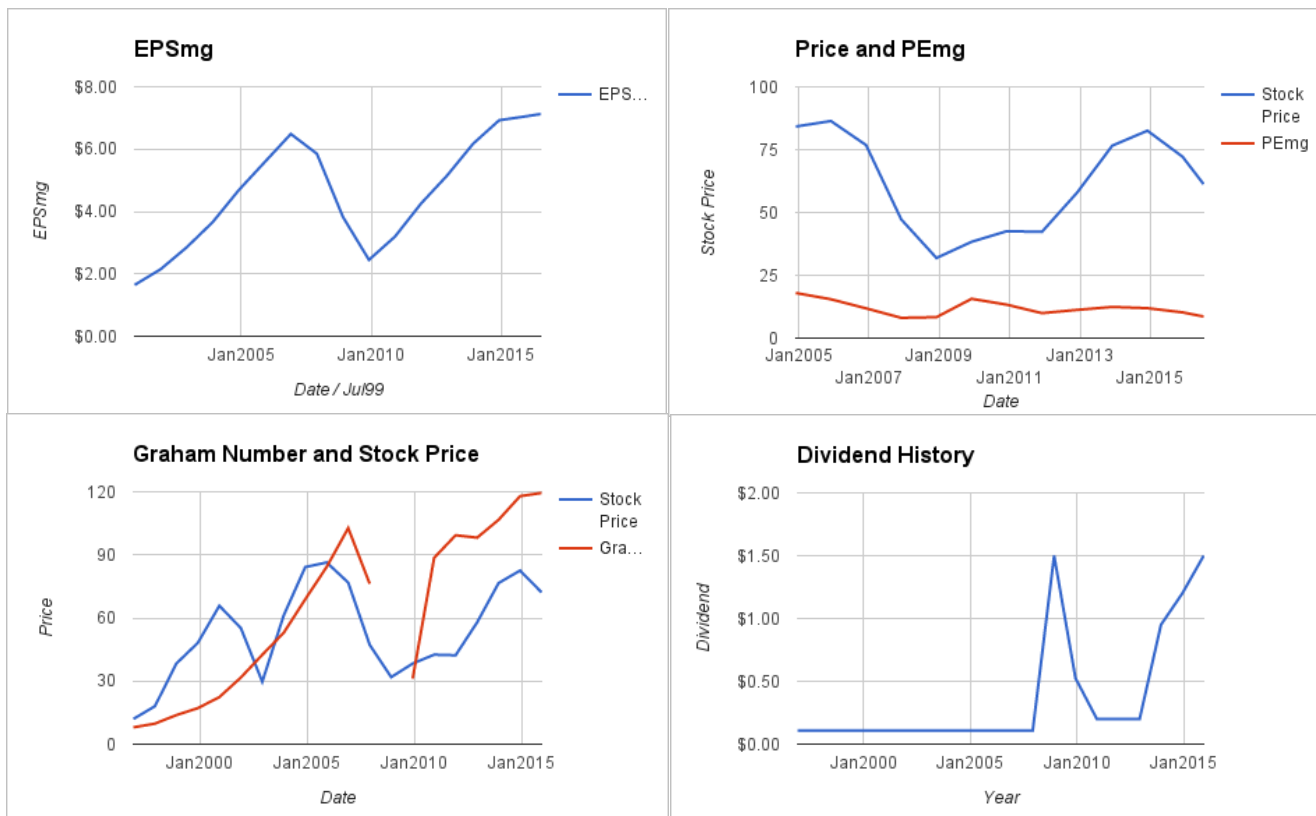 EPSmg
$8.00
$6.00
$4.00
$2.00
$0.00
EPSmg
EPS…
Jan2005
Jan2010
Jan2015
Date / Jul99
Price and PEmg
100
75
50
25
0
Stock Price
Stock
Price
PEmg
Jan2005
Jan2009
Jan2013
Jan2007
Jan2011
Jan2015
Date
Graham Number and Stock Price
120
90
60
30
0
Price
Stock
Price
Gra…
Jan2000
Jan2005
Jan2010
Jan2015
Date
Dividend History
$2.00
$1.50
$1.00
$0.50
$0.00
Dividend
Jan2000
Jan2005
Jan2010
Jan2015
Year